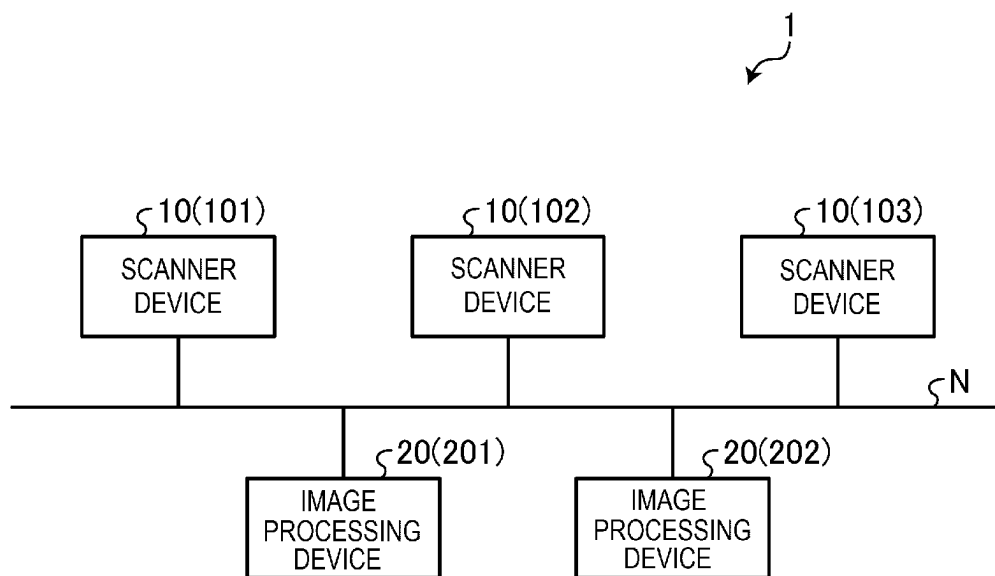 1
10(101)
10(102)
10(103)
SCANNER
DEVICE
SCANNER
DEVICE
SCANNER
DEVICE
N
20(201)
20(202)
IMAGE
PROCESSING
DEVICE
IMAGE
PROCESSING
DEVICE